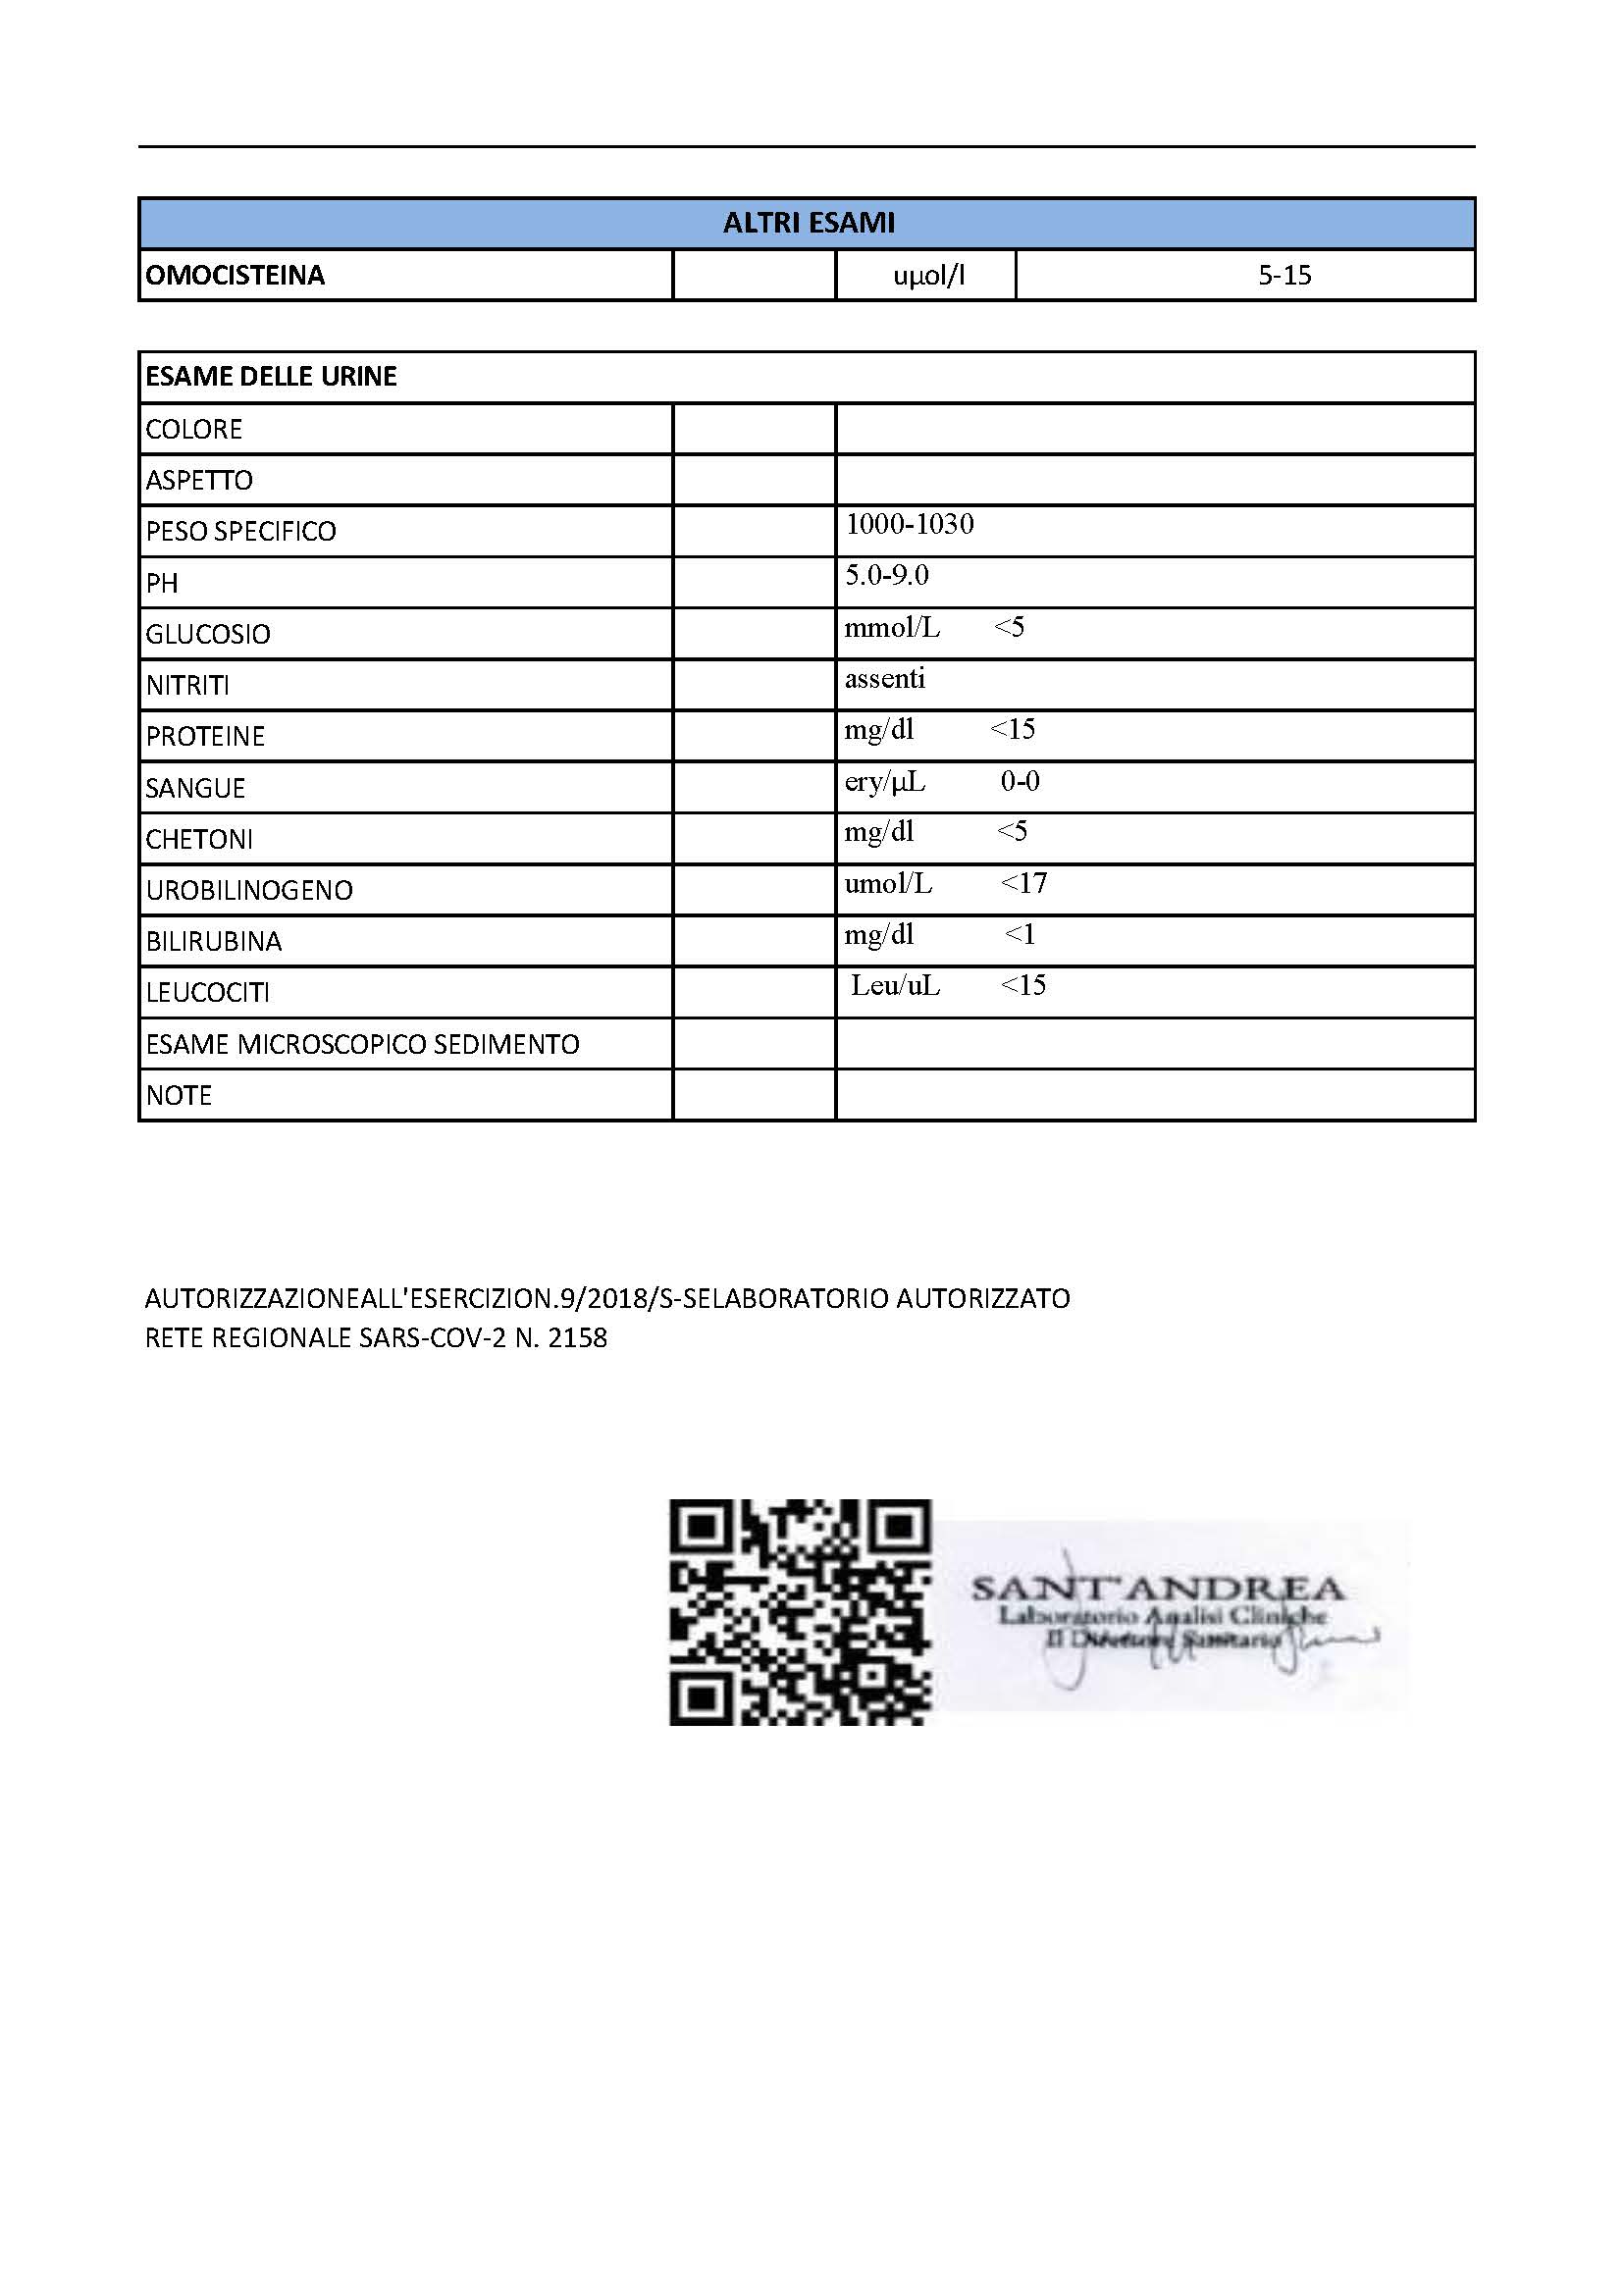 ALTRI ESAMI
OMOCISTEINA uμol/l 5-15
ESAME DELLE URINE
COLORE
ASPETTO
PESO SPECIFICO 1000-1030
PH 5.0-9.0
GLUCOSIO mmol/L <5
NITRITI assenti
PROTEINE mg/dl <15
SANGUE ery/μL 0-0
CHETONI mg/dl <5
UROBILINOGENO umol/L <17
BILIRUBINA mg/dl <1
LEUCOCITI Leu/uL <15
ESAME MICROSCOPICO SEDIMENTO
NOTE
AUTORIZZAZIONEALL'ESERCIZION.9/2018/S-SELABORATORIO AUTORIZZATO
RETE REGIONALE SARS-COV-2 N. 2158
SANT'ANDREA
Laboratorio Analisi Cliniche
Il Direttore Sanitario